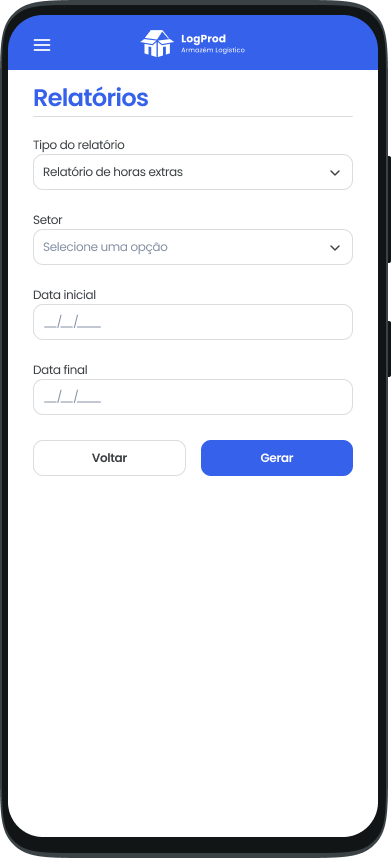 LogProd
Armazém Logístico
Relatórios
Tipo do relatório
Relatório de horas extras
Setor
Selecione uma opção
Data inicial
__/__/____
Data final
__/__/____
Voltar Gerar